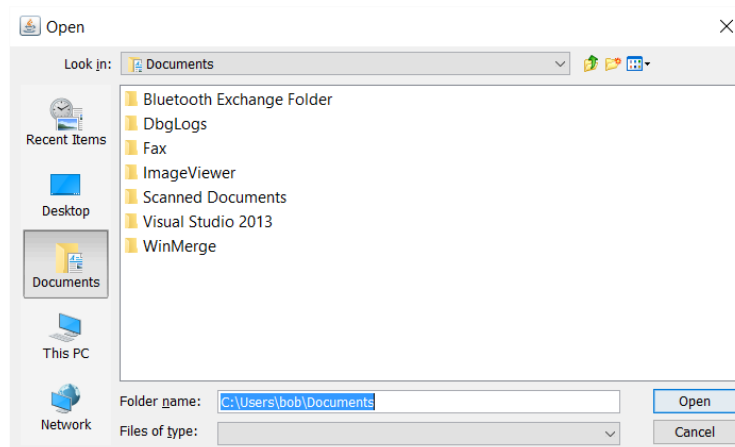 Open
Look in: Documents
Bluetooth Exchange Folder
DbgLogs
Fax
ImageViewer
Scanned Documents
Visual Studio 2013
WinMerge
Recent Items
Desktop
Documents
This PC
Network
Folder name: C:\Users\bob\Documents Open
Files of type: Cancel